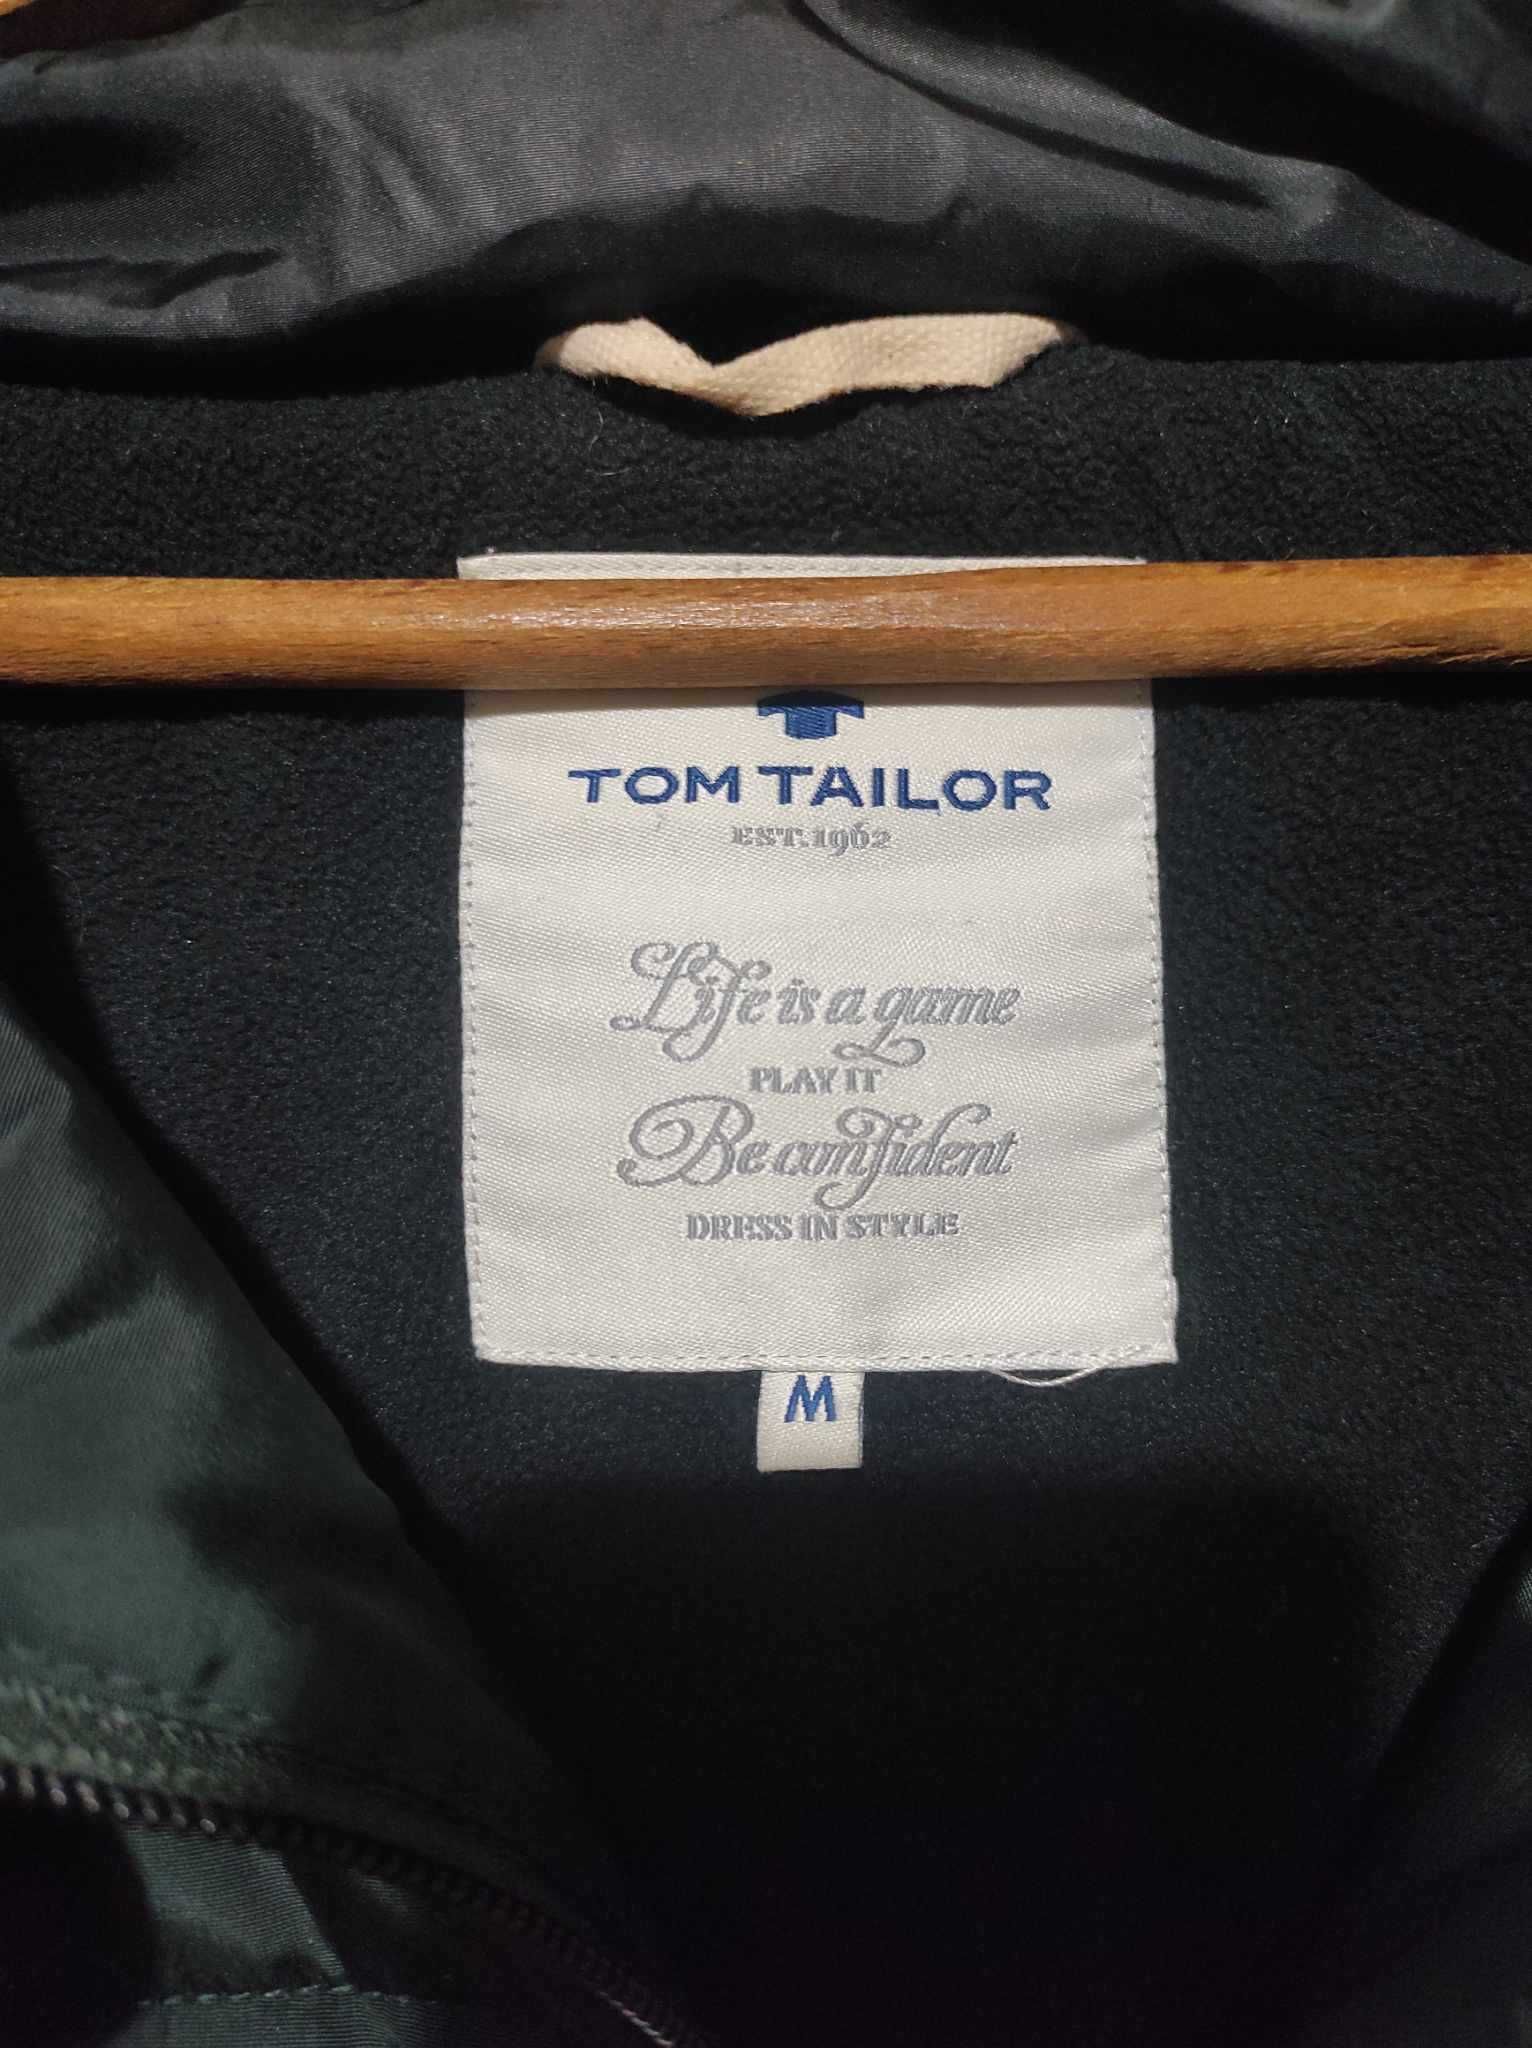 TOM TAILOR
EST. 1962
Life is a game
PLAY IT
Be confident
DRESS IN STYLE
M